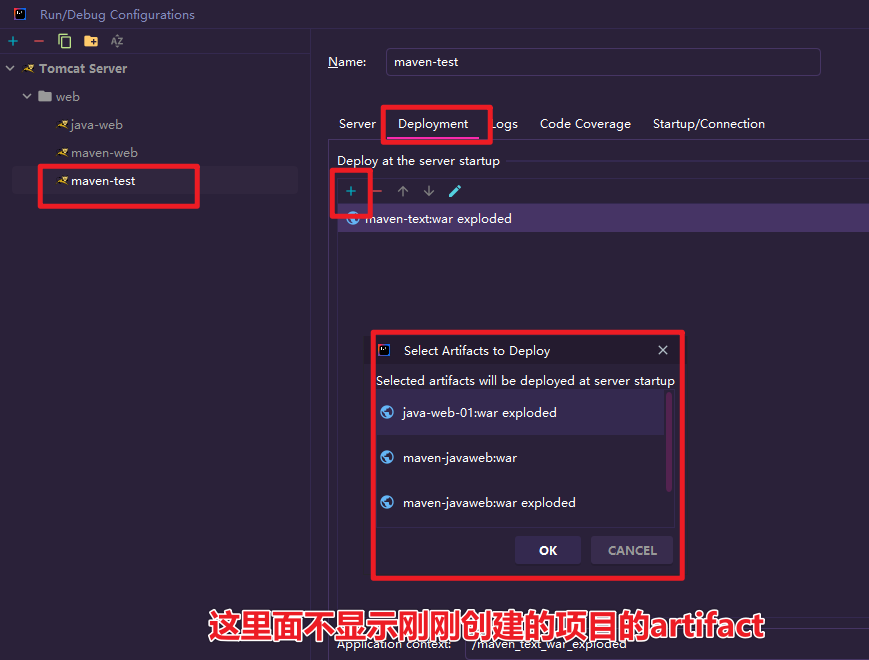 Run/Debug Configurations
Tomcat Server
web
java-web
maven-web
maven-test
Name:
maven-test
Server Deployment Logs Code Coverage Startup/Connection
Deploy at the server startup
maven-text:war exploded
Select Artifacts to Deploy
Selected artifacts will be deployed at server startup
java-web-01:war exploded
maven-javaweb:war
maven-javaweb:war exploded
OK CANCEL
这里面不显示刚刚创建的项目的artifact
Application context: /maven_text_war_exploded